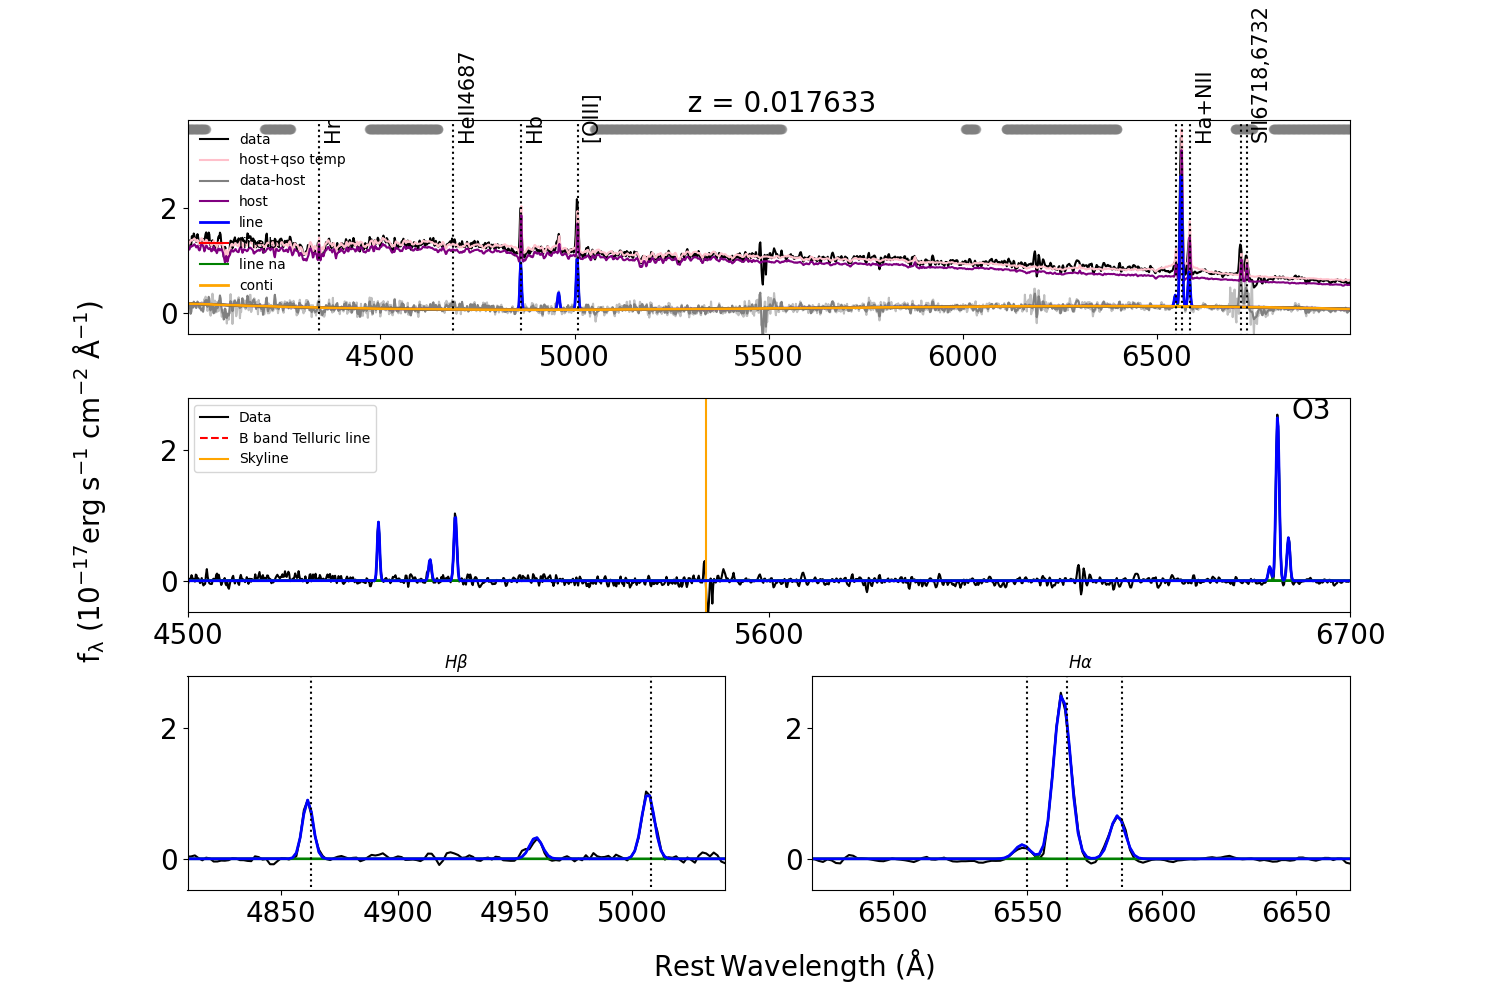 z = 0.017633
Hr
HeII4687
Hb
[OIII]
Ha+NII
SII6718,6732
data
host+qso temp
data-host
host
line
line na
conti
2
0
4500
5000
5500
6000
6500
Data
B band Telluric line
Skyline
O3
2
0
4500
5600
6700
Hβ
Hα
2
0
4850
4900
4950
5000
2
0
6500
6550
6600
6650
fλ (10⁻¹⁷erg s⁻¹ cm⁻² Å⁻¹)
Rest Wavelength (Å)